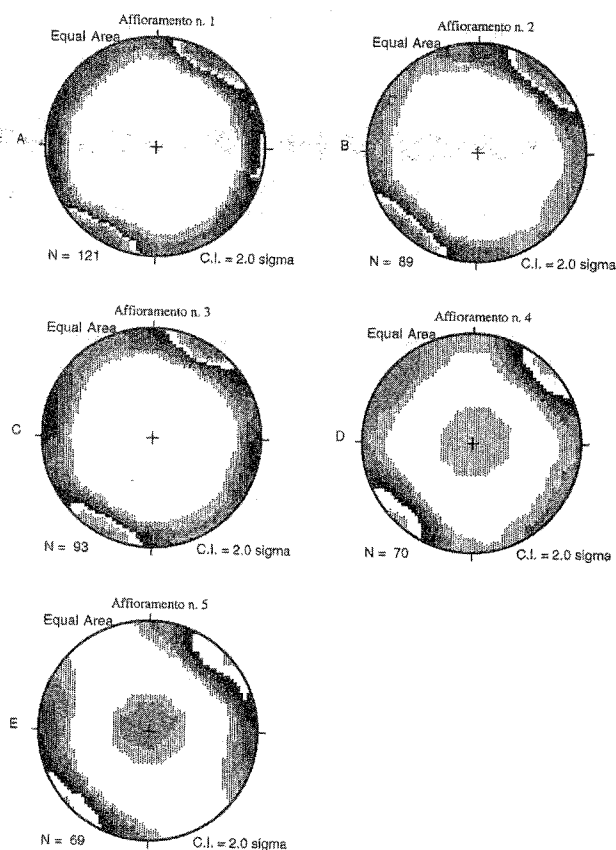 Affioramento n. 1
Equal Area
A
N = 121
C.I. = 2.0 sigma
Affioramento n. 2
Equal Area
B
N = 89
C.I. = 2.0 sigma
Affioramento n. 3
Equal Area
C
N = 93
C.I. = 2.0 sigma
Affioramento n. 4
Equal Area
D
N = 70
C.I. = 2.0 sigma
Affioramento n. 5
Equal Area
E
N = 69
C.I. = 2.0 sigma